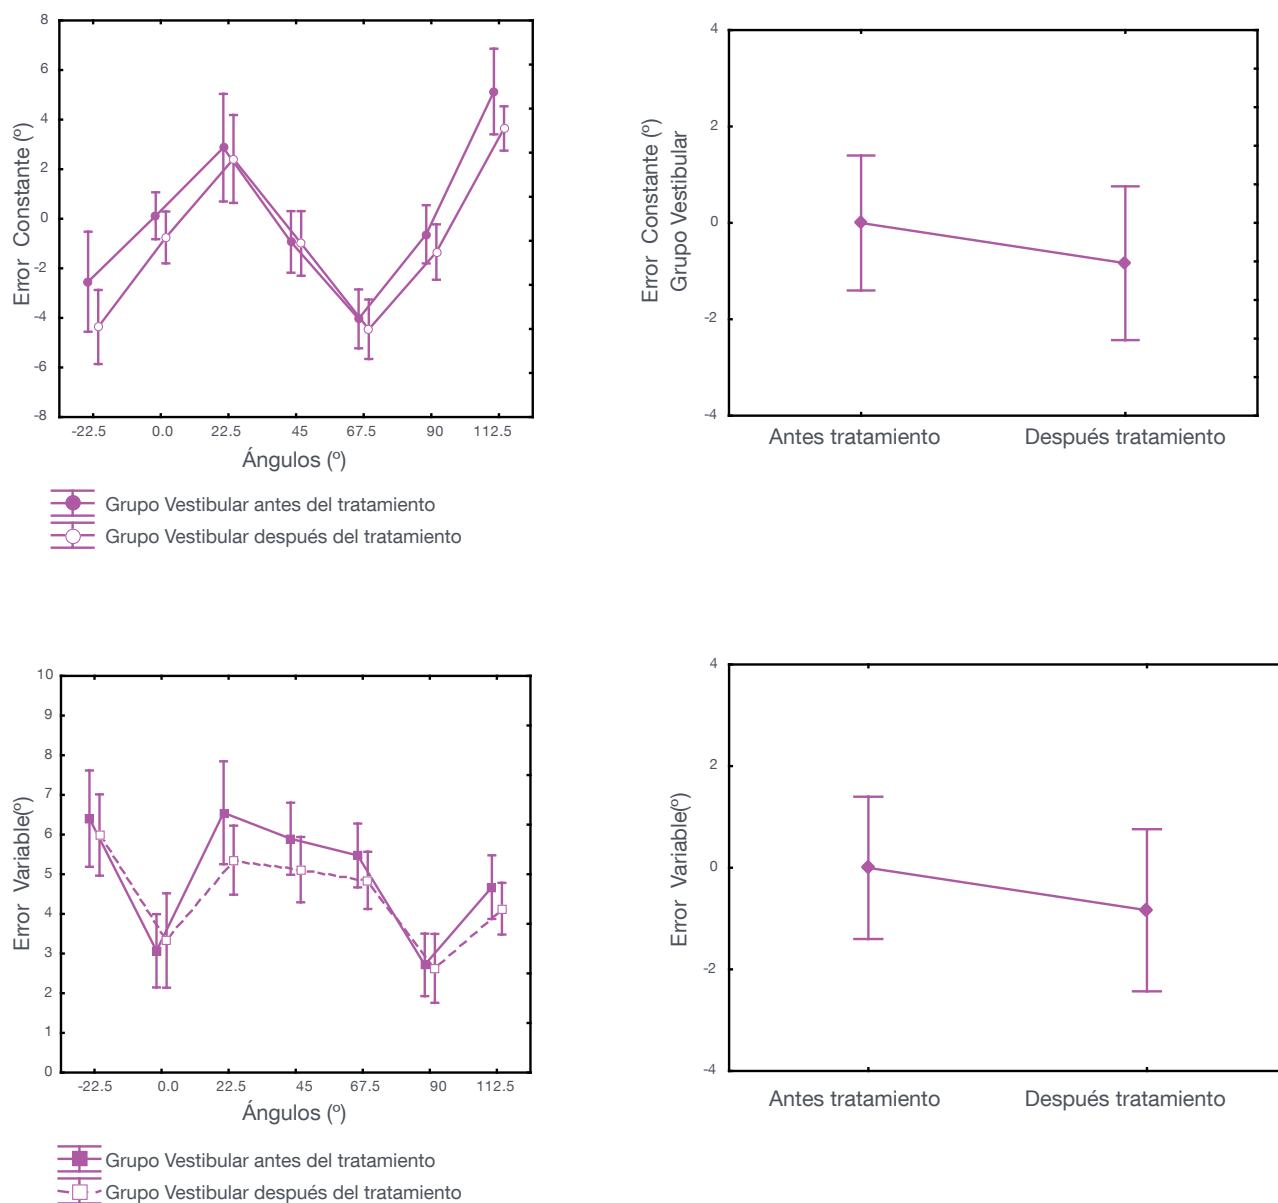 8
6
4
2
0
-2
-4
-6
-8
Error Constante (º)
-22.5 0.0 22.5 45 67.5 90 112.5
Ángulos (º)
Grupo Vestibular antes del tratamiento
Grupo Vestibular después del tratamiento
4
2
0
-2
-4
Error Constante (º)
Grupo Vestibular
Antes tratamiento Después tratamiento
10
9
8
7
6
5
4
3
2
1
0
Error Variable(º)
-22.5 0.0 22.5 45 67.5 90 112.5
Ángulos (º)
Grupo Vestibular antes del tratamiento
Grupo Vestibular después del tratamiento
4
2
0
-2
-4
Error Variable(º)
Antes tratamiento Después tratamiento